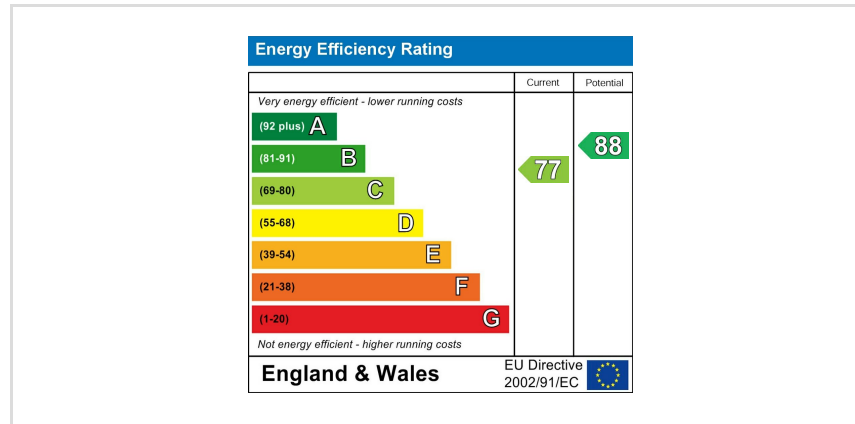 Energy Efficiency Rating
Current Potential
Very energy efficient - lower running costs
(92 plus) A
(81-91) B
(69-80) C
(55-68) D
(39-54) E
(21-38) F
(1-20) G
77
88
Not energy efficient - higher running costs
England & Wales
EU Directive
2002/91/EC